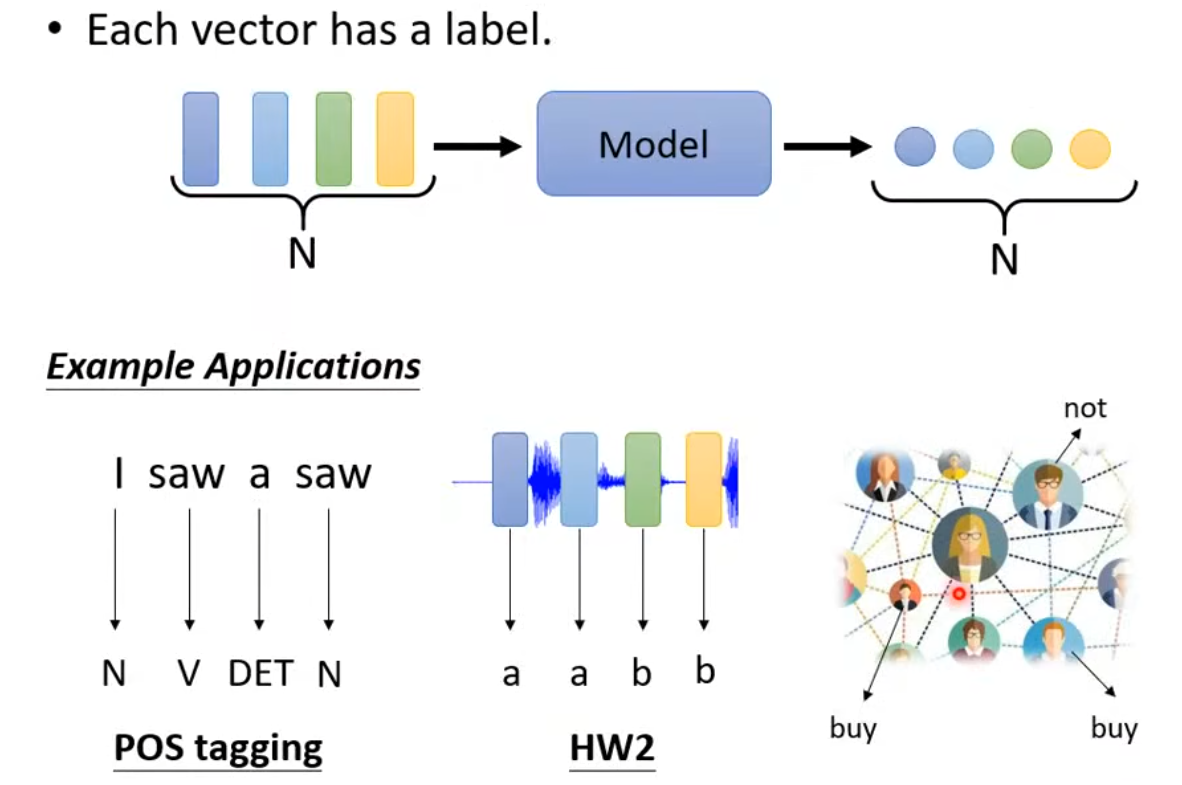 • Each vector has a label.
Model
N
N
Example Applications
not
I saw a saw
N V DET N
a a b b
buy
buy
POS tagging
HW2